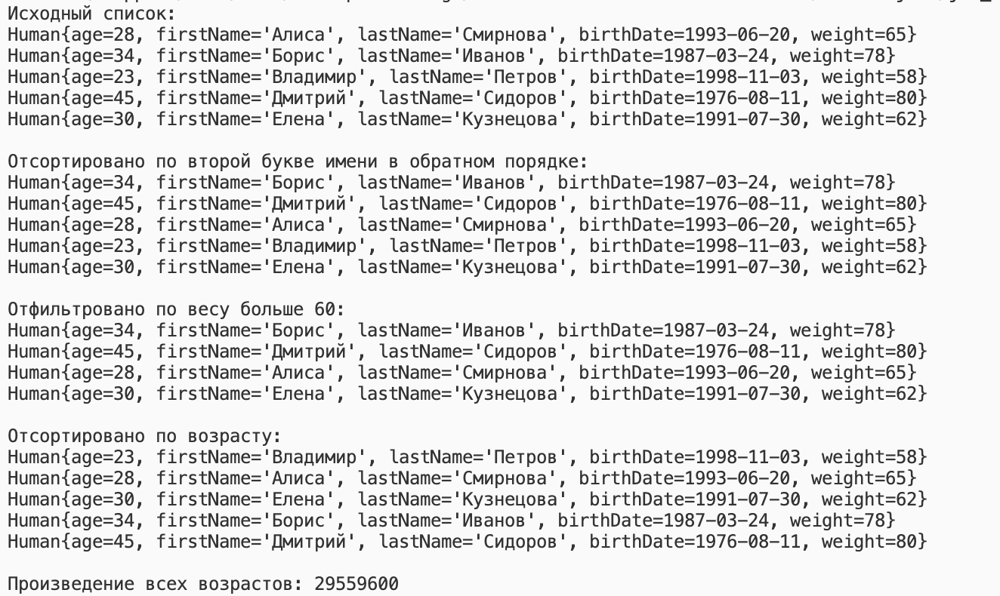 Исходный список:
Human{age=28, firstName='Алиса', lastName='Смирнова', birthDate=1993-06-20, weight=65}
Human{age=34, firstName='Борис', lastName='Иванов', birthDate=1987-03-24, weight=78}
Human{age=23, firstName='Владимир', lastName='Петров', birthDate=1998-11-03, weight=58}
Human{age=45, firstName='Дмитрий', lastName='Сидоров', birthDate=1976-08-11, weight=80}
Human{age=30, firstName='Елена', lastName='Кузнецова', birthDate=1991-07-30, weight=62}
Отсортировано по второй букве имени в обратном порядке:
Human{age=34, firstName='Борис', lastName='Иванов', birthDate=1987-03-24, weight=78}
Human{age=45, firstName='Дмитрий', lastName='Сидоров', birthDate=1976-08-11, weight=80}
Human{age=28, firstName='Алиса', lastName='Смирнова', birthDate=1993-06-20, weight=65}
Human{age=23, firstName='Владимир', lastName='Петров', birthDate=1998-11-03, weight=58}
Human{age=30, firstName='Елена', lastName='Кузнецова', birthDate=1991-07-30, weight=62}
Отфильтровано по весу больше 60:
Human{age=34, firstName='Борис', lastName='Иванов', birthDate=1987-03-24, weight=78}
Human{age=45, firstName='Дмитрий', lastName='Сидоров', birthDate=1976-08-11, weight=80}
Human{age=28, firstName='Алиса', lastName='Смирнова', birthDate=1993-06-20, weight=65}
Human{age=30, firstName='Елена', lastName='Кузнецова', birthDate=1991-07-30, weight=62}
Отсортировано по возрасту:
Human{age=23, firstName='Владимир', lastName='Петров', birthDate=1998-11-03, weight=58}
Human{age=28, firstName='Алиса', lastName='Смирнова', birthDate=1993-06-20, weight=65}
Human{age=30, firstName='Елена', lastName='Кузнецова', birthDate=1991-07-30, weight=62}
Human{age=34, firstName='Борис', lastName='Иванов', birthDate=1987-03-24, weight=78}
Human{age=45, firstName='Дмитрий', lastName='Сидоров', birthDate=1976-08-11, weight=80}
Произведение всех возрастов: 29559600